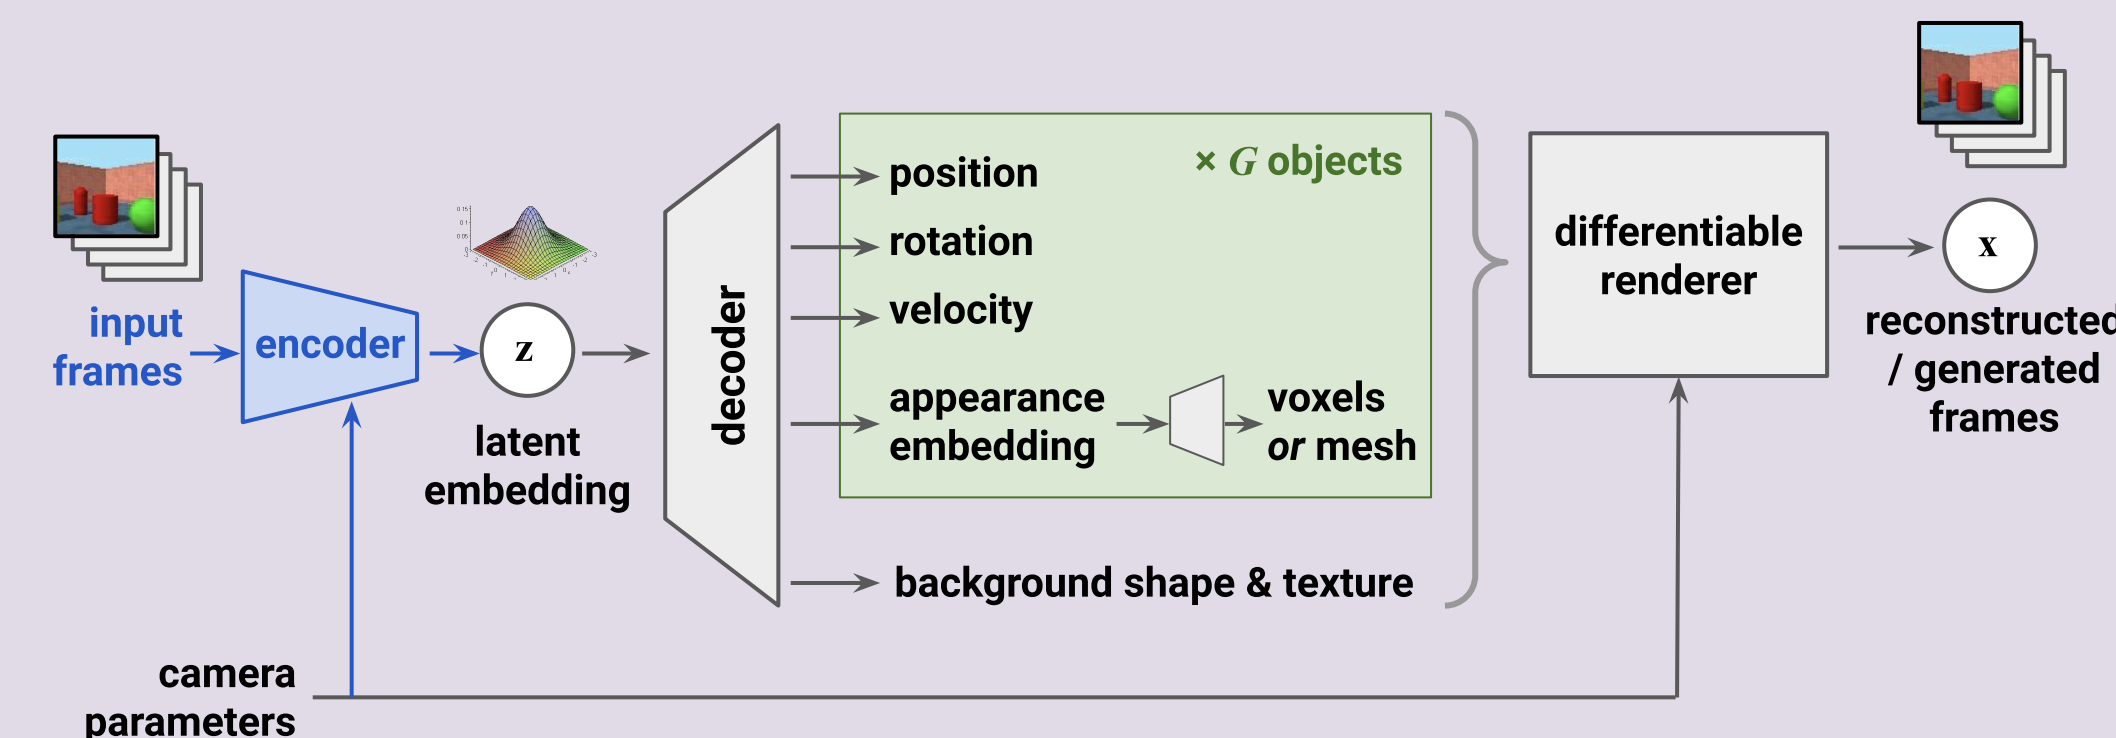 input
frames
encoder
z
latent
embedding
decoder
position
rotation
velocity
appearance
embedding
voxels
or mesh
× G objects
background shape & texture
differentiable
renderer
x
reconstructed
/ generated
frames
camera
parameters